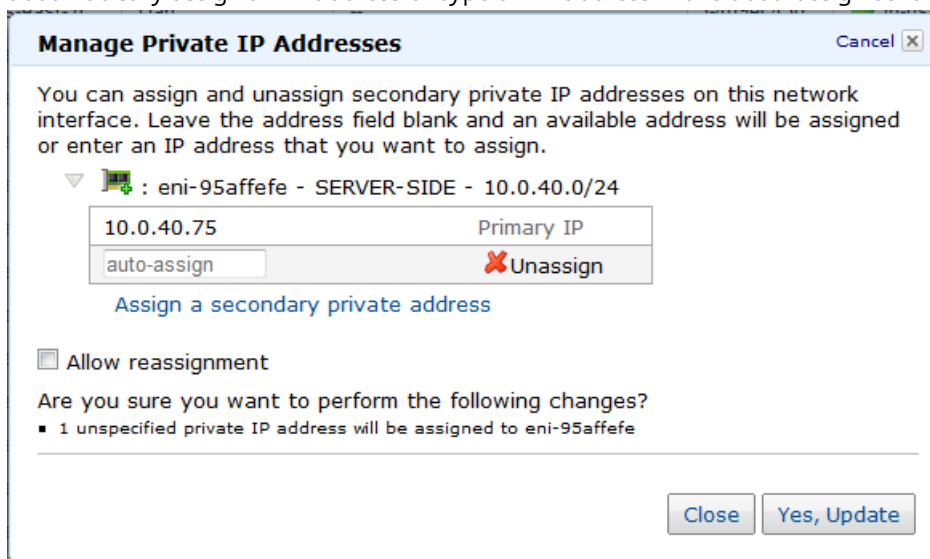 Manage Private IP Addresses
Cancel
You can assign and unassign secondary private IP addresses on this network
interface. Leave the address field blank and an available address will be assigned
or enter an IP address that you want to assign.
: eni-95affefe - SERVER-SIDE - 10.0.40.0/24
10.0.40.75 Primary IP
auto-assign Unassign
Assign a secondary private address
Allow reassignment
Are you sure you want to perform the following changes?
▪ 1 unspecified private IP address will be assigned to eni-95affefe
Close Yes, Update